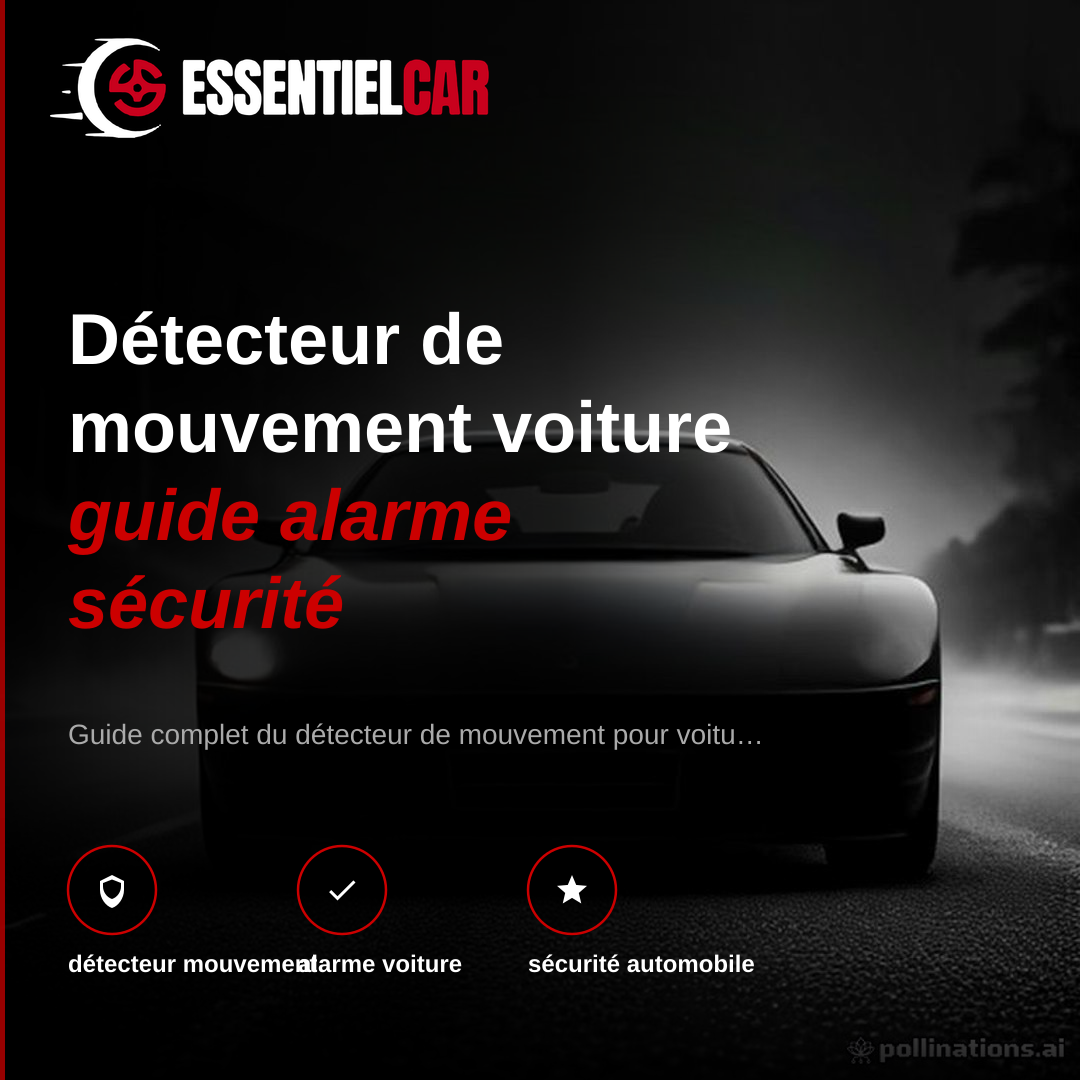 ESSENTIELCAR
Détecteur de
mouvement voiture
guide alarme
sécurité
Guide complet du détecteur de mouvement pour voitu…
détecteur mouvement
alarme voiture
sécurité automobile
pollinations.ai